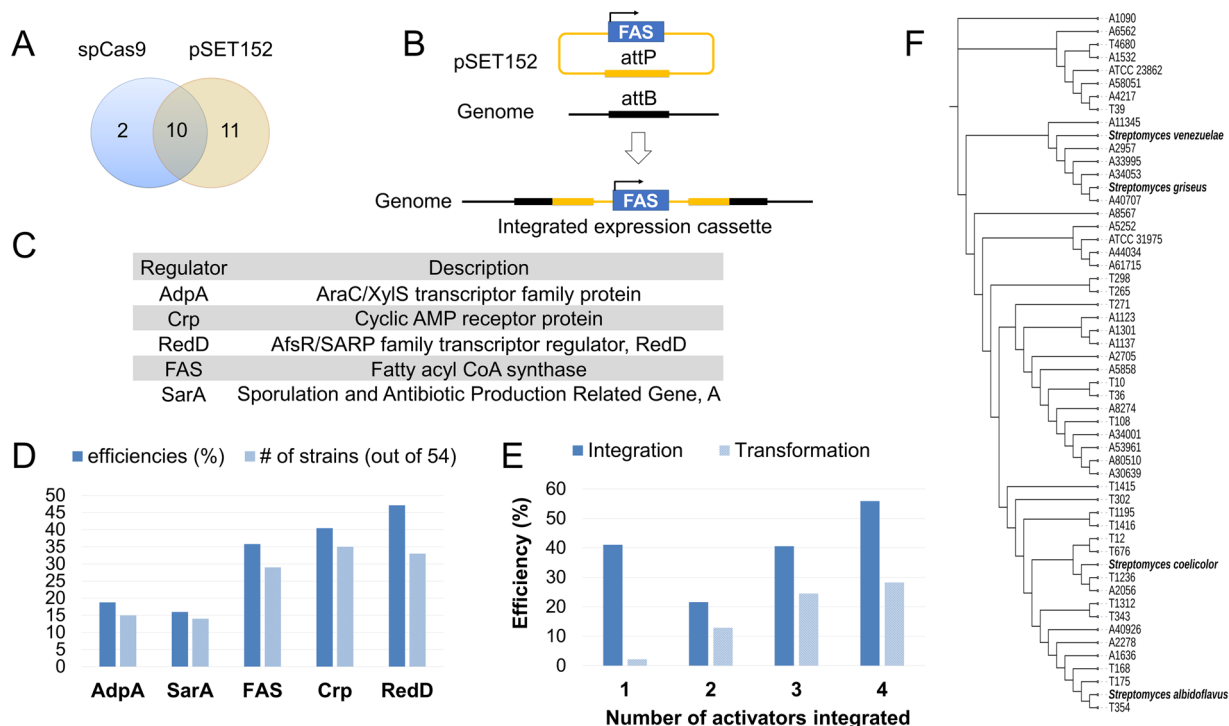 A
spCas9
pSET152
2
10
11
B
FAS
pSET152
attP
attB
Genome
Genome
FAS
Integrated expression cassette
C
Regulator Description
AdpA AraC/XylS transcriptor family protein
Crp Cyclic AMP receptor protein
RedD AfsR/SARP family transcriptor regulator, RedD
FAS Fatty acyl CoA synthase
SarA Sporulation and Antibiotic Production Related Gene, A
D
efficiencies (%) # of strains (out of 54)
50
45
40
35
30
25
20
15
10
5
0
AdpA SarA FAS Crp RedD
E
Integration Transformation
Efficiency (%)
60
50
40
30
20
10
0
1 2 3 4
Number of activators integrated
F
A1090
A6562
T4680
A1532
ATCC 23862
A58051
A4217
T39
A11345
Streptomyces venezuelae
A2957
A33995
A34053
Streptomyces griseus
A40707
A8567
A5252
ATCC 31975
A44034
A61715
T298
T265
T271
A1123
A1301
A1137
A2705
A5858
T10
T36
A8274
T108
A34001
A53961
A80510
A30639
T1415
T302
T1195
T1416
T12
T676
Streptomyces coelicolor
T1236
A2056
T1312
T343
A40926
A2278
A1636
T168
T175
Streptomyces albidoflavus
T354